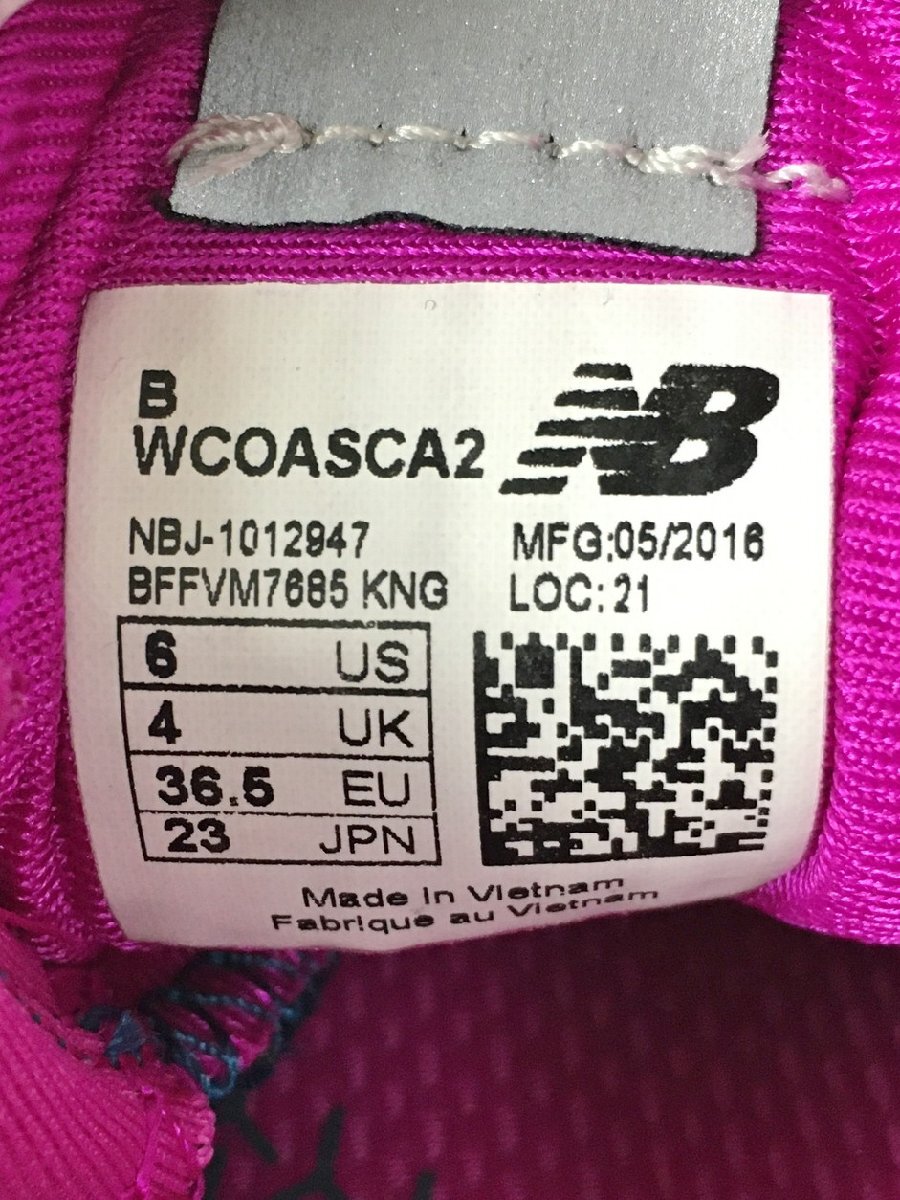 B
WCOASCA2
NB
NBJ-1012947
MFG:05/2016
BFFVM7685 KNG
LOC: 21
6 US
4 UK
36.5 EU
23 JPN
Made in Vietnam
Fabrique au Vietnam